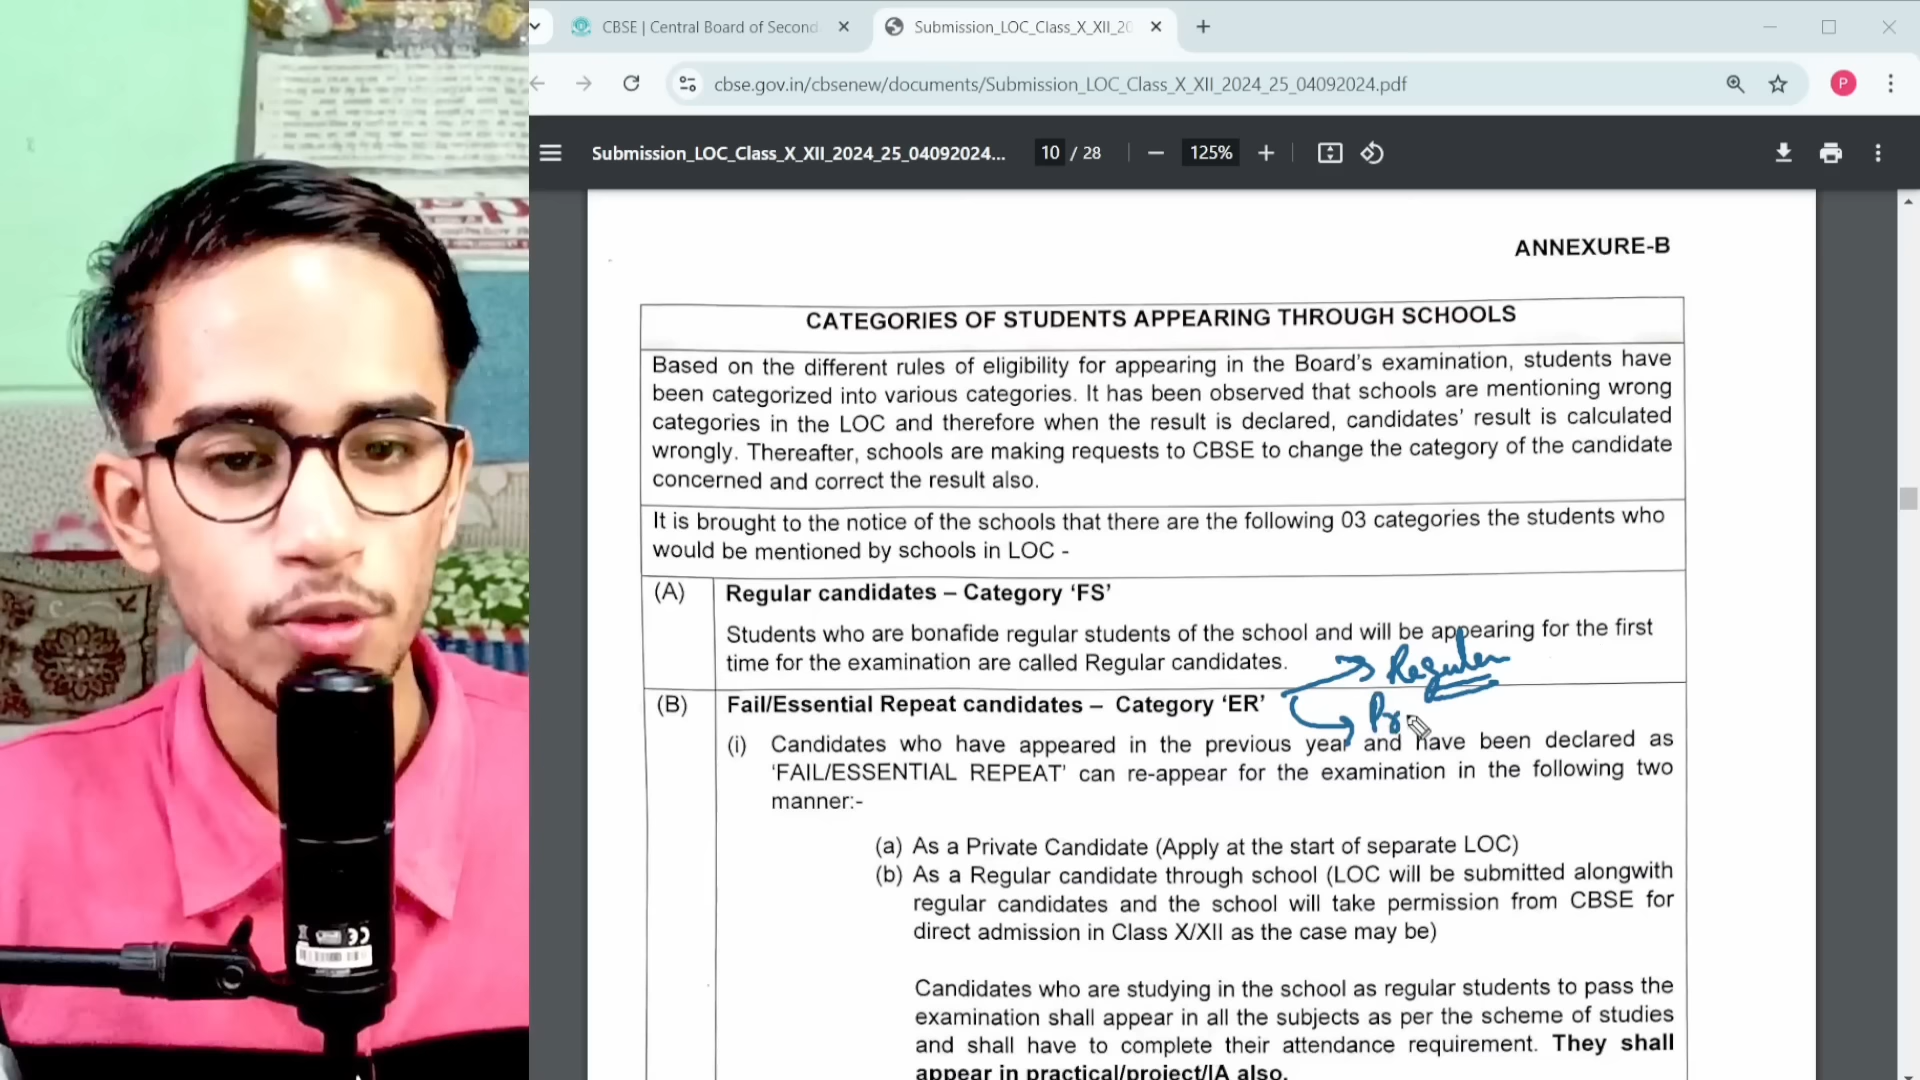 CBSE | Central Board of Second
Submission_LOC_Class_X_XII_20
cbse.gov.in/cbsenew/documents/Submission_LOC_Class_X_XII_2024_25_04092024.pdf
P
Submission_LOC_Class_X_XII_2024_25_04092024...
10 / 28
125%
ANNEXURE-B
CATEGORIES OF STUDENTS APPEARING THROUGH SCHOOLS
Based on the different rules of eligibility for appearing in the Board's examination, students have
been categorized into various categories. It has been observed that schools are mentioning wrong
categories in the LOC and therefore when the result is declared, candidates' result is calculated
wrongly. Thereafter, schools are making requests to CBSE to change the category of the candidate
concerned and correct the result also.
It is brought to the notice of the schools that there are the following 03 categories the students who
would be mentioned by schools in LOC -
(A) Regular candidates – Category 'FS'
Students who are bonafide regular students of the school and will be appearing for the first
time for the examination are called Regular candidates.
Regular
(B) Fail/Essential Repeat candidates – Category 'ER'
Pr
(i) Candidates who have appeared in the previous year and have been declared as
'FAIL/ESSENTIAL REPEAT' can re-appear for the examination in the following two
manner:-
(a) As a Private Candidate (Apply at the start of separate LOC)
(b) As a Regular candidate through school (LOC will be submitted alongwith
regular candidates and the school will take permission from CBSE for
direct admission in Class X/XII as the case may be)
Candidates who are studying in the school as regular students to pass the
examination shall appear in all the subjects as per the scheme of studies
and shall have to complete their attendance requirement. They shall
appear in practical/project/IA also.